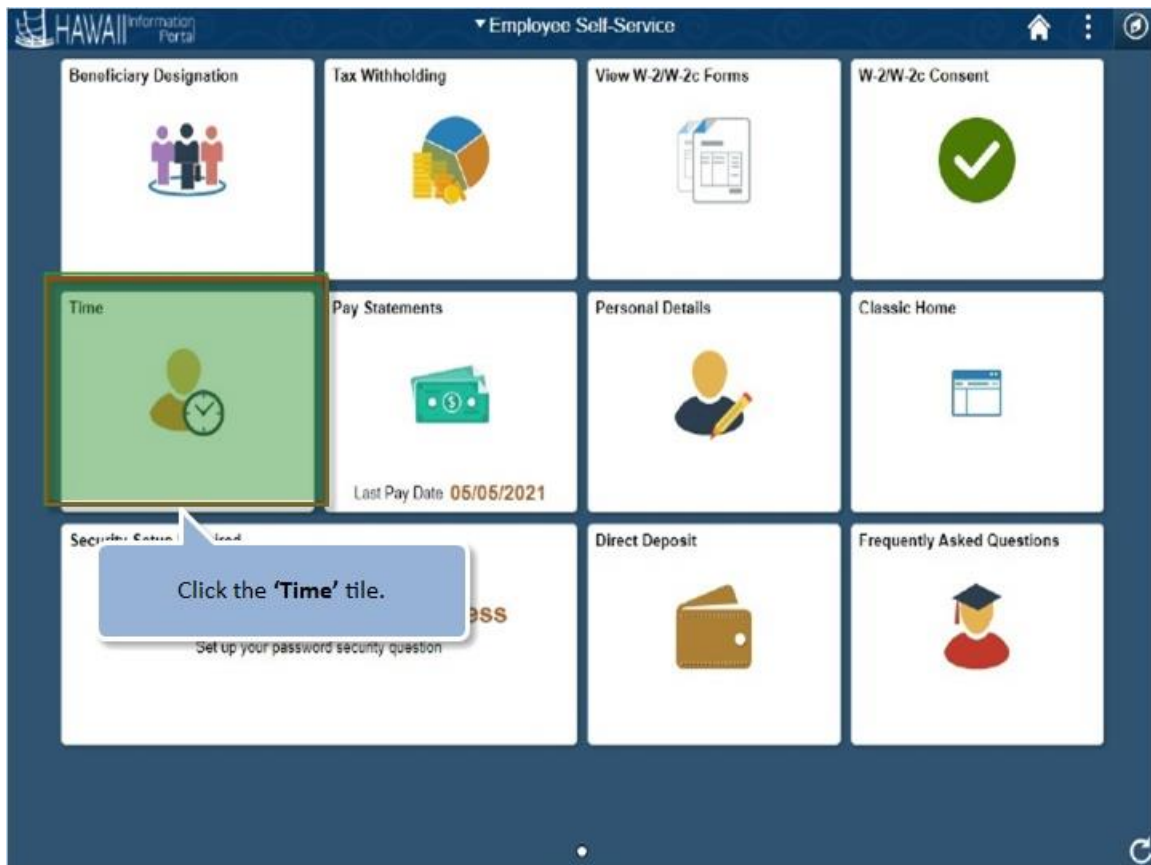 HAWAII Information
Portal
Employee Self-Service
Beneficiary Designation
Tax Withholding
View W-2/W-2c Forms
W-2/W-2c Consent
Time
Pay Statements
Last Pay Date 05/05/2021
Personal Details
Classic Home
Security Setup
Click the ‘Time’ tile.
Set up your password security question
Direct Deposit
Frequently Asked Questions